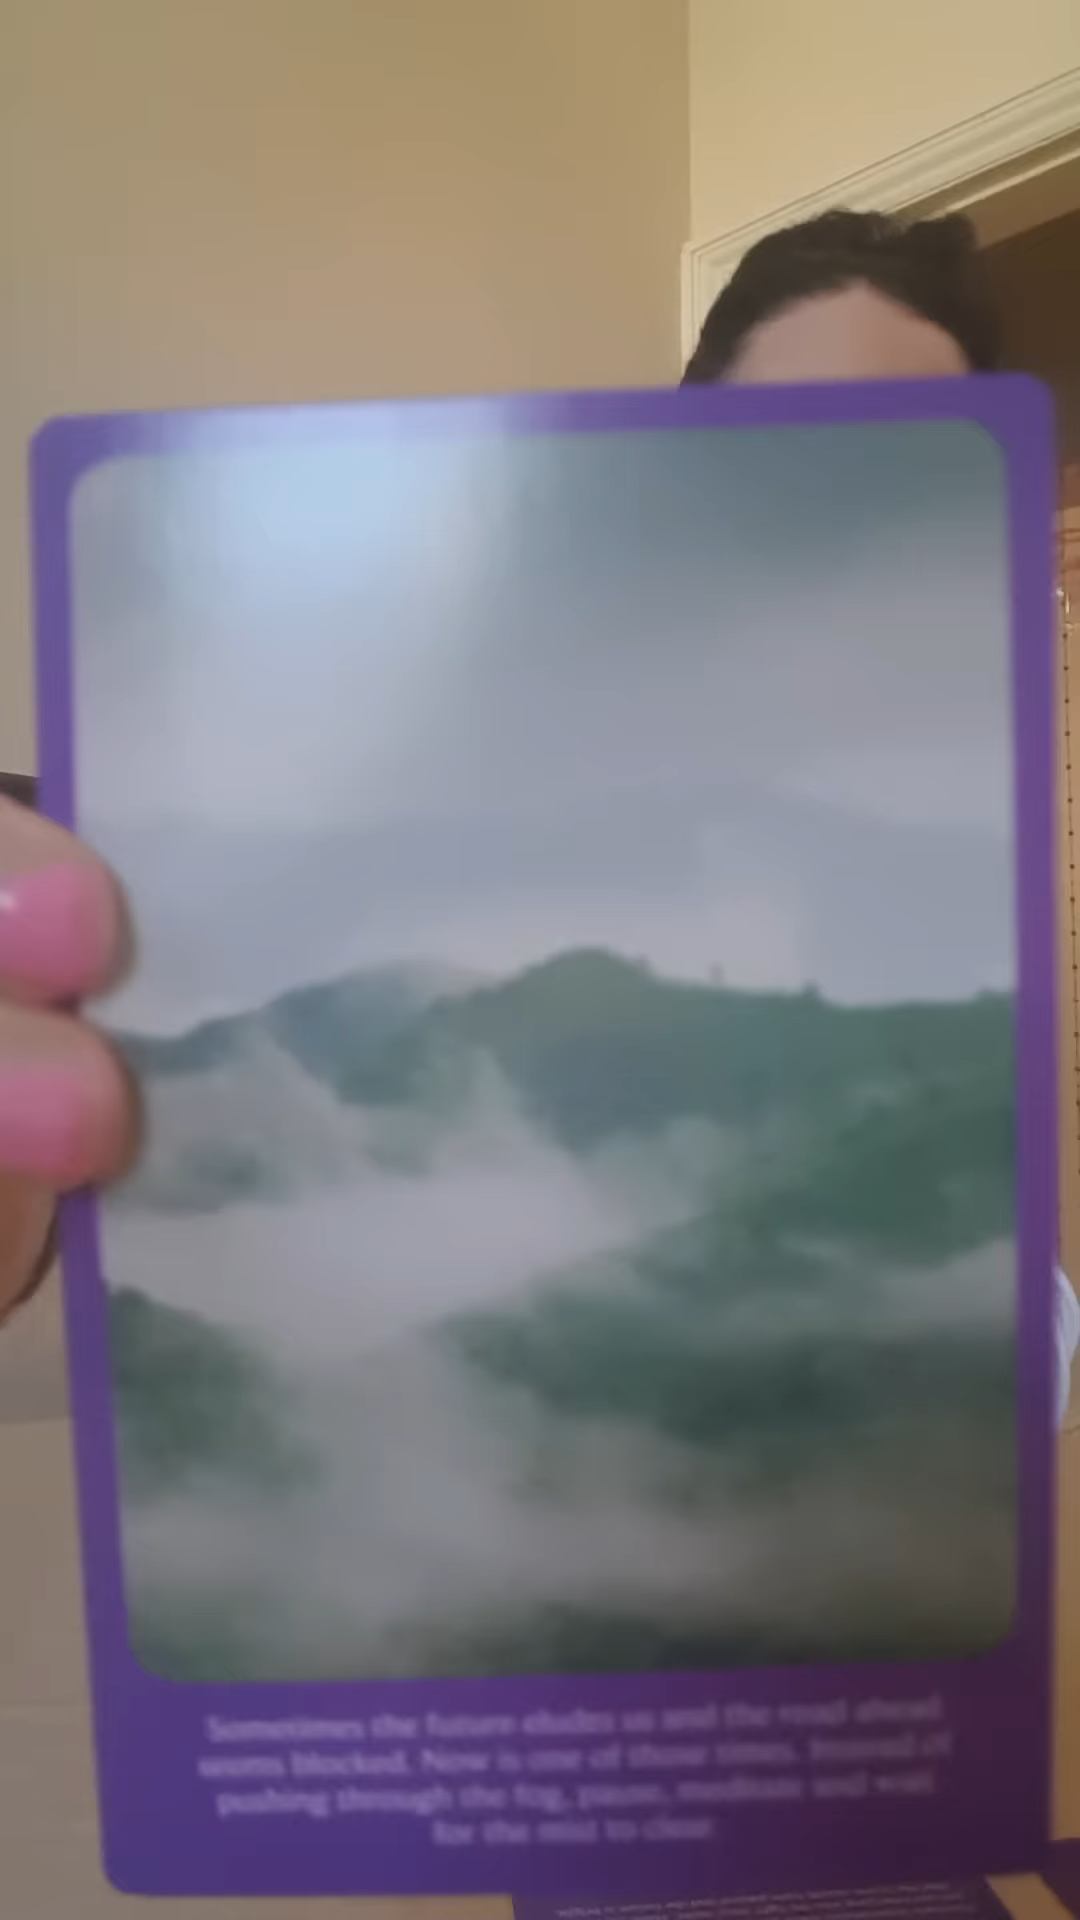 Sometimes the future eludes us and the road ahead
seems blocked. Now is one of those times. Instead of
pushing through the fog, pause, meditate and wait
for the mist to clear.